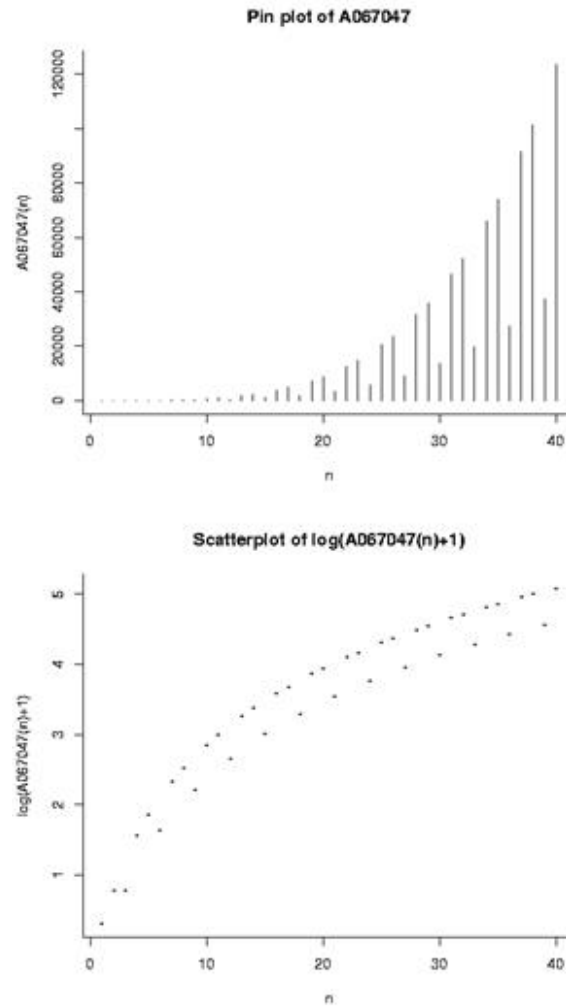 Pin plot of A067047
120000
80000
60000
40000
20000
0
A067047(n)
0 10 20 30 40
n
Scatterplot of log(A067047(n)+1)
5
4
3
2
1
log(A067047(n)+1)
0 10 20 30 40
n